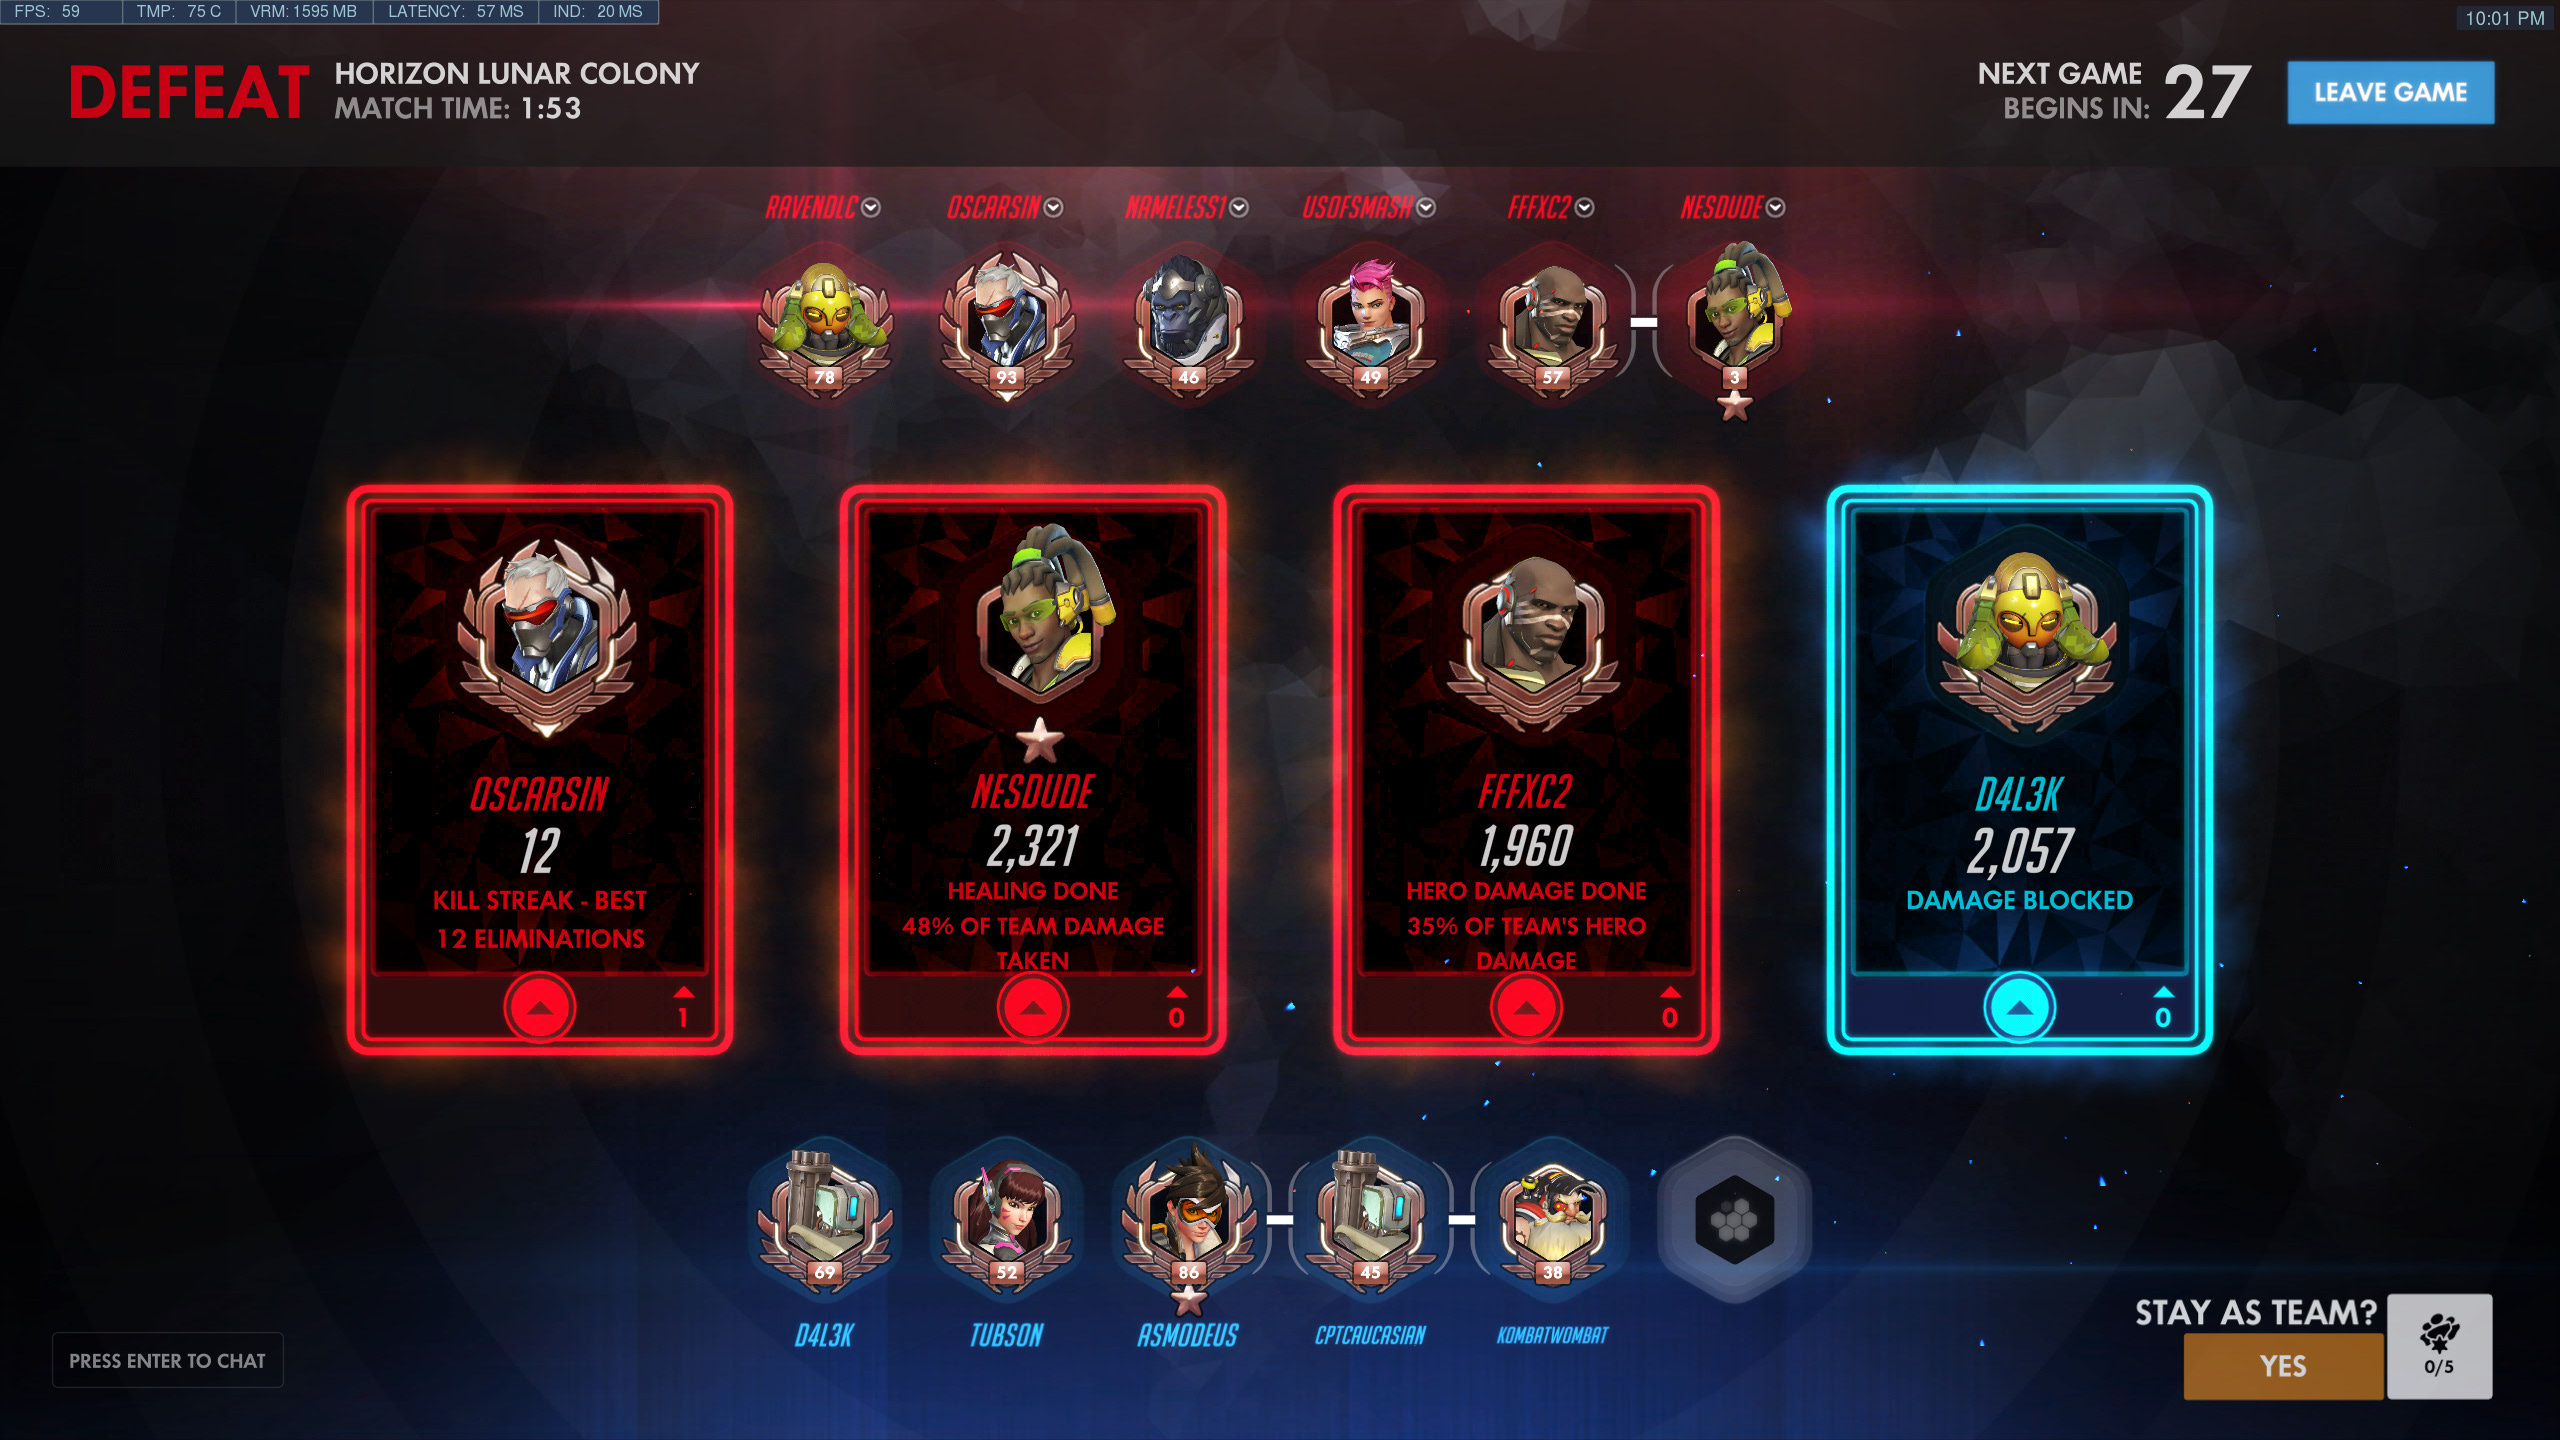 FPS: 59 TMP: 75 C VRM: 1595 MB LATENCY: 57 MS IND: 20 MS
10:01 PM
DEFEAT
HORIZON LUNAR COLONY
MATCH TIME: 1:53
NEXT GAME
BEGINS IN: 27
LEAVE GAME
RAVENDLC OSCARSIN NAMELESS1 USOFSMASH FFFXC2 NESDUDE
78 93 46 49 57 3
OSCARSIN
12
KILL STREAK - BEST
12 ELIMINATIONS
1
NESDUDE
2,321
HEALING DONE
48% OF TEAM DAMAGE
TAKEN
0
FFFXC2
1,960
HERO DAMAGE DONE
35% OF TEAM'S HERO
DAMAGE
0
D4L3K
2,057
DAMAGE BLOCKED
0
69 52 86 45 38
D4L3K TUBSON ASMODEUS CPTCAUCASIAN KOMBATWOMBAT
PRESS ENTER TO CHAT
STAY AS TEAM?
YES
0/5